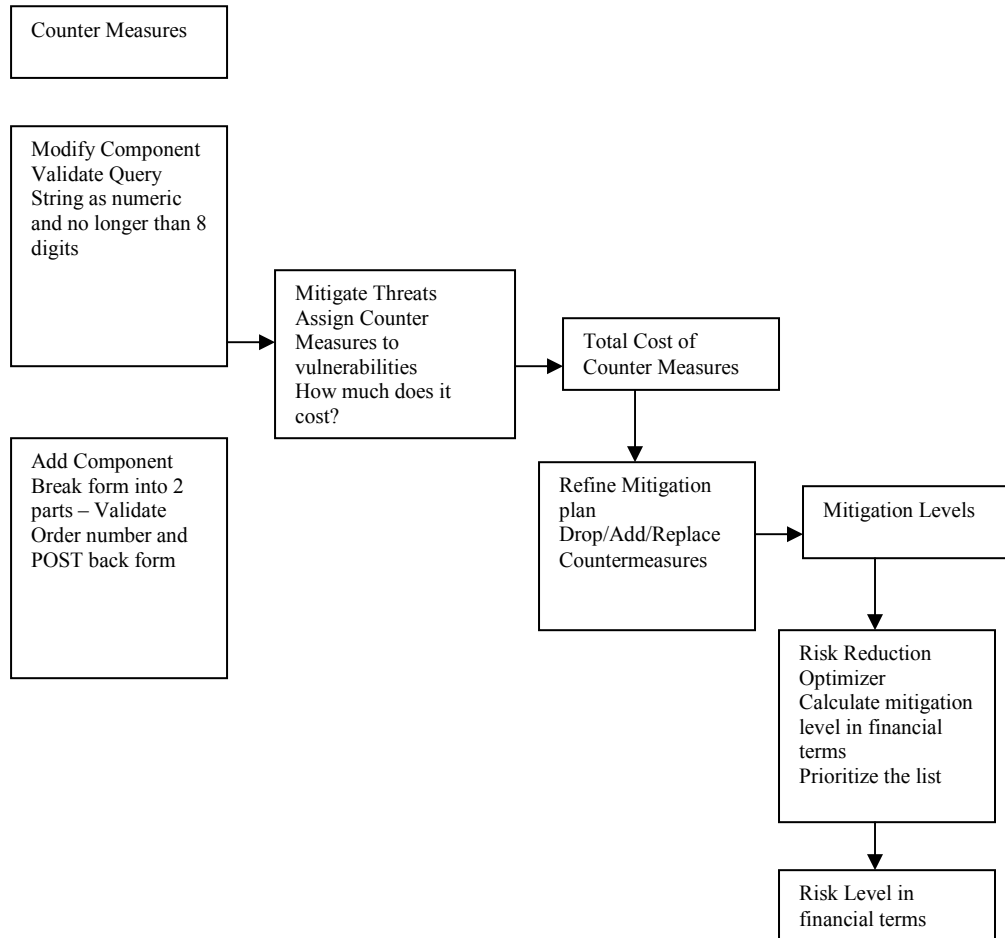 Counter Measures
Modify Component
Validate Query
String as numeric
and no longer than 8
digits
Mitigate Threats
Assign Counter
Measures to
vulnerabilities
How much does it
cost?
Total Cost of
Counter Measures
Add Component
Break form into 2
parts – Validate
Order number and
POST back form
Refine Mitigation
plan
Drop/Add/Replace
Countermeasures
Mitigation Levels
Risk Reduction
Optimizer
Calculate mitigation
level in financial
terms
Prioritize the list
Risk Level in
financial terms